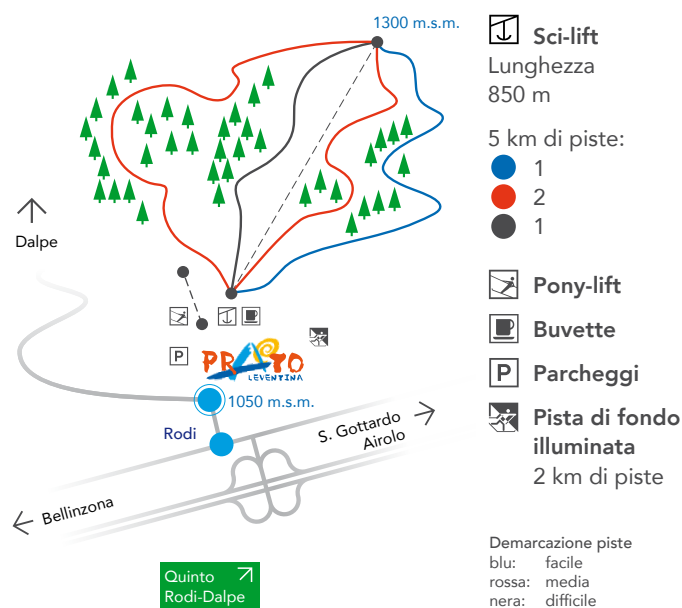 1300 m.s.m.
Dalpe
P
PRATO
LEVENTINA
1050 m.s.m.
Rodi
S. Gottardo
Airolo
Bellinzona
Quinto
Rodi-Dalpe
Sci-lift
Lunghezza
850 m
5 km di piste:
1
2
1
Pony-lift
Buvette
P Parcheggi
Pista di fondo
illuminata
2 km di piste
Demarcazione piste
blu: facile
rossa: media
nera: difficile